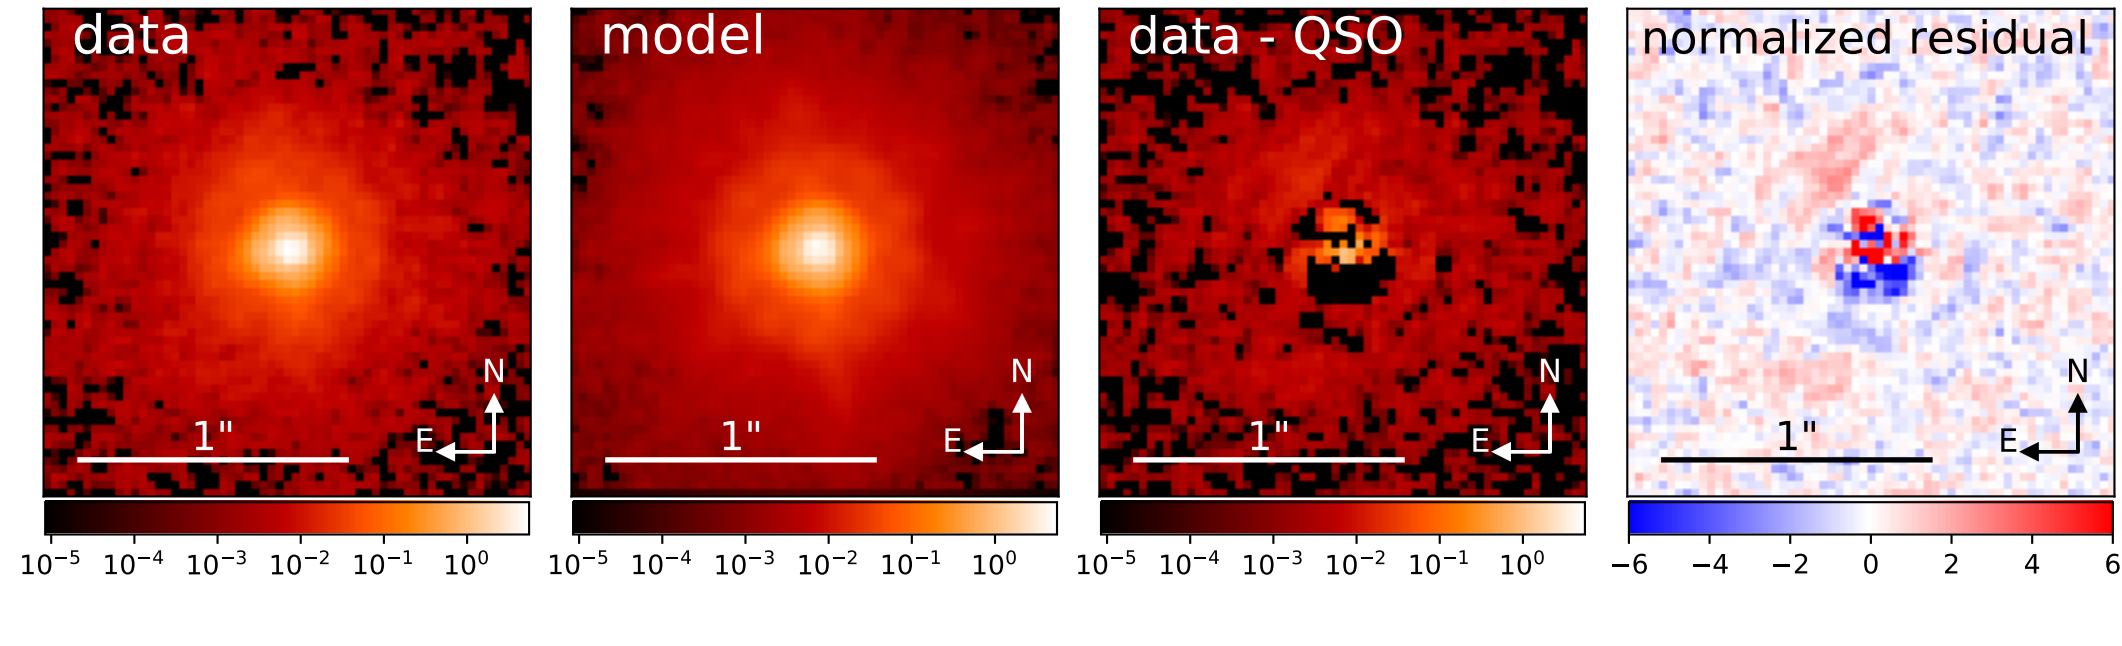 data
model
data - QSO
normalized residual
N
E
1"
N
E
1"
N
E
1"
N
E
1"
10⁻⁵ 10⁻⁴ 10⁻³ 10⁻² 10⁻¹ 10⁰
10⁻⁵ 10⁻⁴ 10⁻³ 10⁻² 10⁻¹ 10⁰
10⁻⁵ 10⁻⁴ 10⁻³ 10⁻² 10⁻¹ 10⁰
−6 −4 −2 0 2 4 6